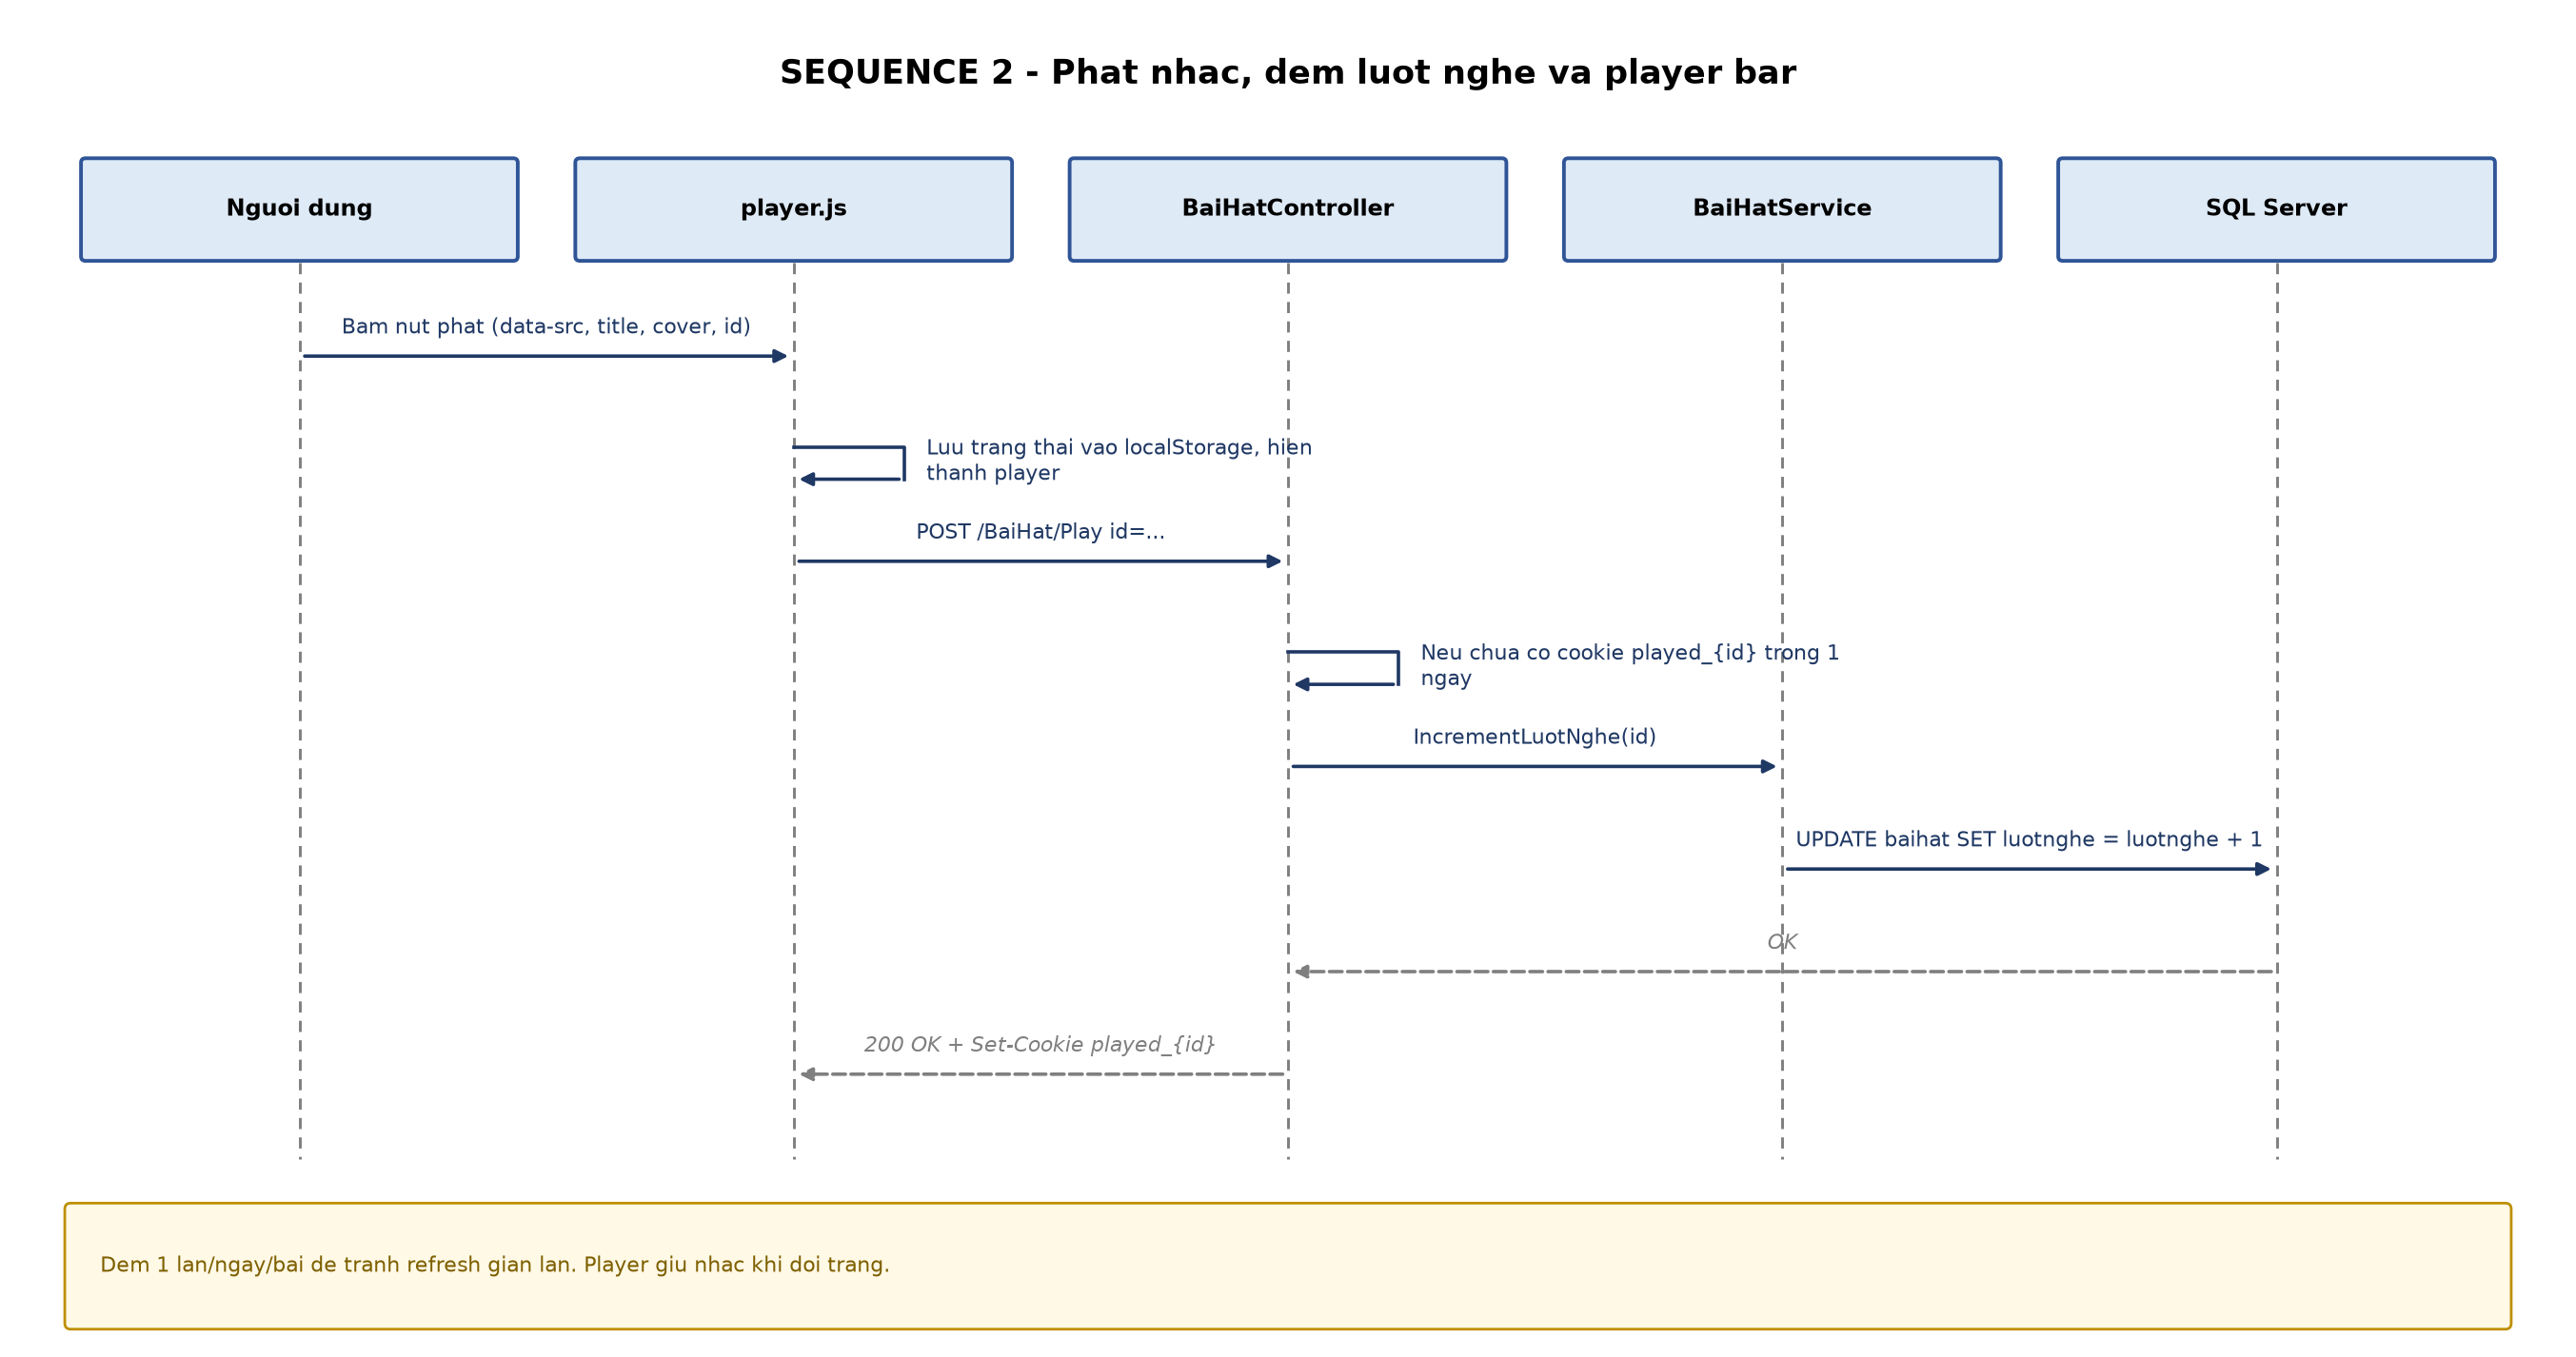 SEQUENCE 2 - Phat nhac, dem luot nghe va player bar
Nguoi dung
player.js
BaiHatController
BaiHatService
SQL Server
Bam nut phat (data-src, title, cover, id)
Luu trang thai vao localStorage, hien
thanh player
POST /BaiHat/Play id=...
Neu chua co cookie played_{id} trong 1
ngay
IncrementLuotNghe(id)
UPDATE baihat SET luotnghe = luotnghe + 1
OK
200 OK + Set-Cookie played_{id}
Dem 1 lan/ngay/bai de tranh refresh gian lan. Player giu nhac khi doi trang.